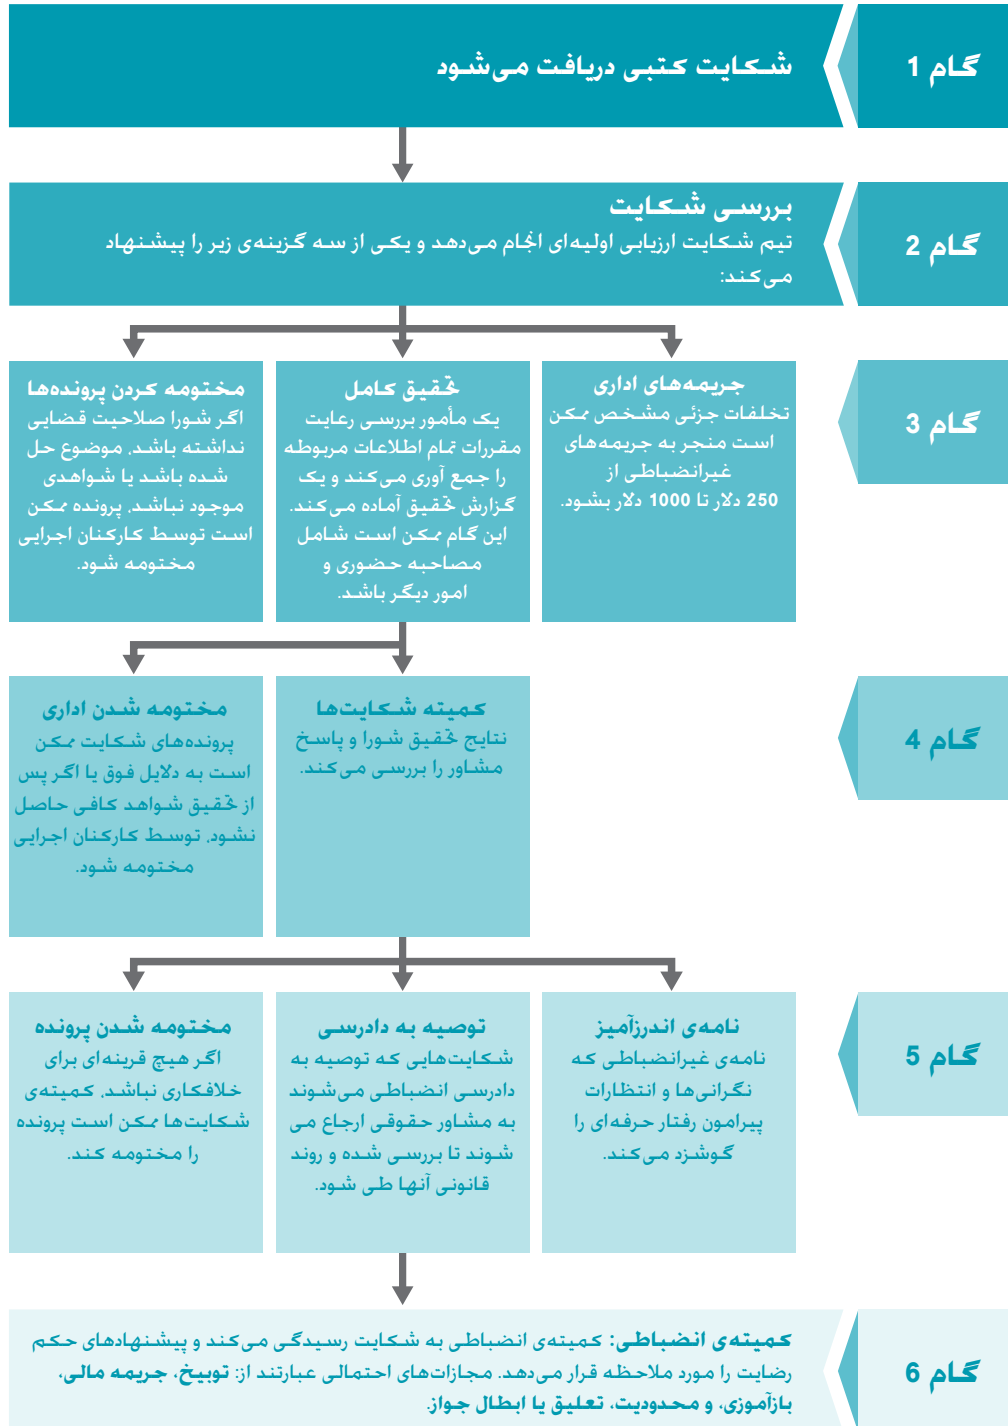 گام 1
شکایت کتبی دریافت می‌شود
گام 2
بررسی شکایت
تیم شکایت ارزیابی اولیه‌ای انجام می‌دهد و یکی از سه گزینه‌ی زیر را پیشنهاد
می‌کند:
گام 3
جریمه‌های اداری
تخلفات جزئی مشخص ممکن
است منجر به جریمه‌های
غیرانضباطی از
250 دلار تا 1000 دلار بشود.
تحقیق کامل
یک مأمور بررسی رعایت
مقررات تمام اطلاعات مربوطه
را جمع آوری می‌کند و یک
گزارش تحقیق آماده می‌کند.
این گام ممکن است شامل
مصاحبه حضوری و
امور دیگر باشد.
مختومه کردن پرونده‌ها
اگر شورا صلاحیت قضایی
نداشته باشد، موضوع حل
شده باشد یا شواهدی
موجود نباشد، پرونده ممکن
است توسط کارکنان اجرایی
مختومه شود.
گام 4
کمیته شکایت‌ها
نتایج تحقیق شورا و پاسخ
مشاور را بررسی می‌کند.
مختومه شدن اداری
پرونده‌های شکایت ممکن
است به دلایل فوق یا اگر پس
از تحقیق شواهد کافی حاصل
نشود، توسط کارکنان اجرایی
مختومه شود.
گام 5
نامه‌ی اندرزآمیز
نامه‌ی غیرانضباطی که
نگرانی‌ها و انتظارات
پیرامون رفتار حرفه‌ای را
گوشزد می‌کند.
توصیه به دادرسی
شکایت‌هایی که توصیه به
دادرسی انضباطی می‌شوند
به مشاور حقوقی ارجاع می
شوند تا بررسی شده و روند
قانونی آنها طی شود.
مختومه شدن پرونده
اگر هیچ قرینه‌ای برای
خلافکاری نباشد، کمیته‌ی
شکایت‌ها ممکن است پرونده
را مختومه کند.
گام 6
کمیته‌ی انضباطی: کمیته‌ی انضباطی به شکایت رسیدگی می‌کند و پیشنهادهای حکم
رضایت را مورد ملاحظه قرار می‌دهد. مجازات‌های احتمالی عبارتند از: توبیخ، جریمه مالی،
بازآموزی، و محدودیت، تعلیق یا ابطال جواز.